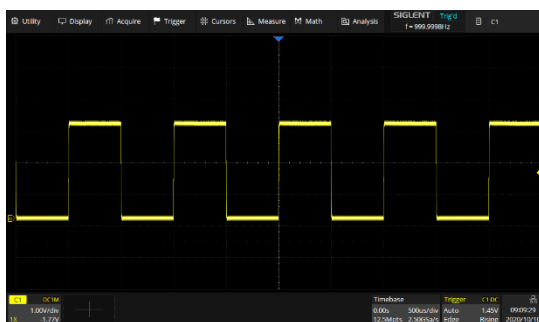 Utility Display Acquire Trigger Cursors Measure Math Analysis SIGLENT Trig'd C1
f = 999.9998Hz
C1 DC1M Timebase Trigger C1 DC
1.00V/div 0.00s 500us/div Auto 1.45V 09:09:29
1X -1.77V 12.5Mpts 2.50GSa/s Edge Rising 2020/10/10